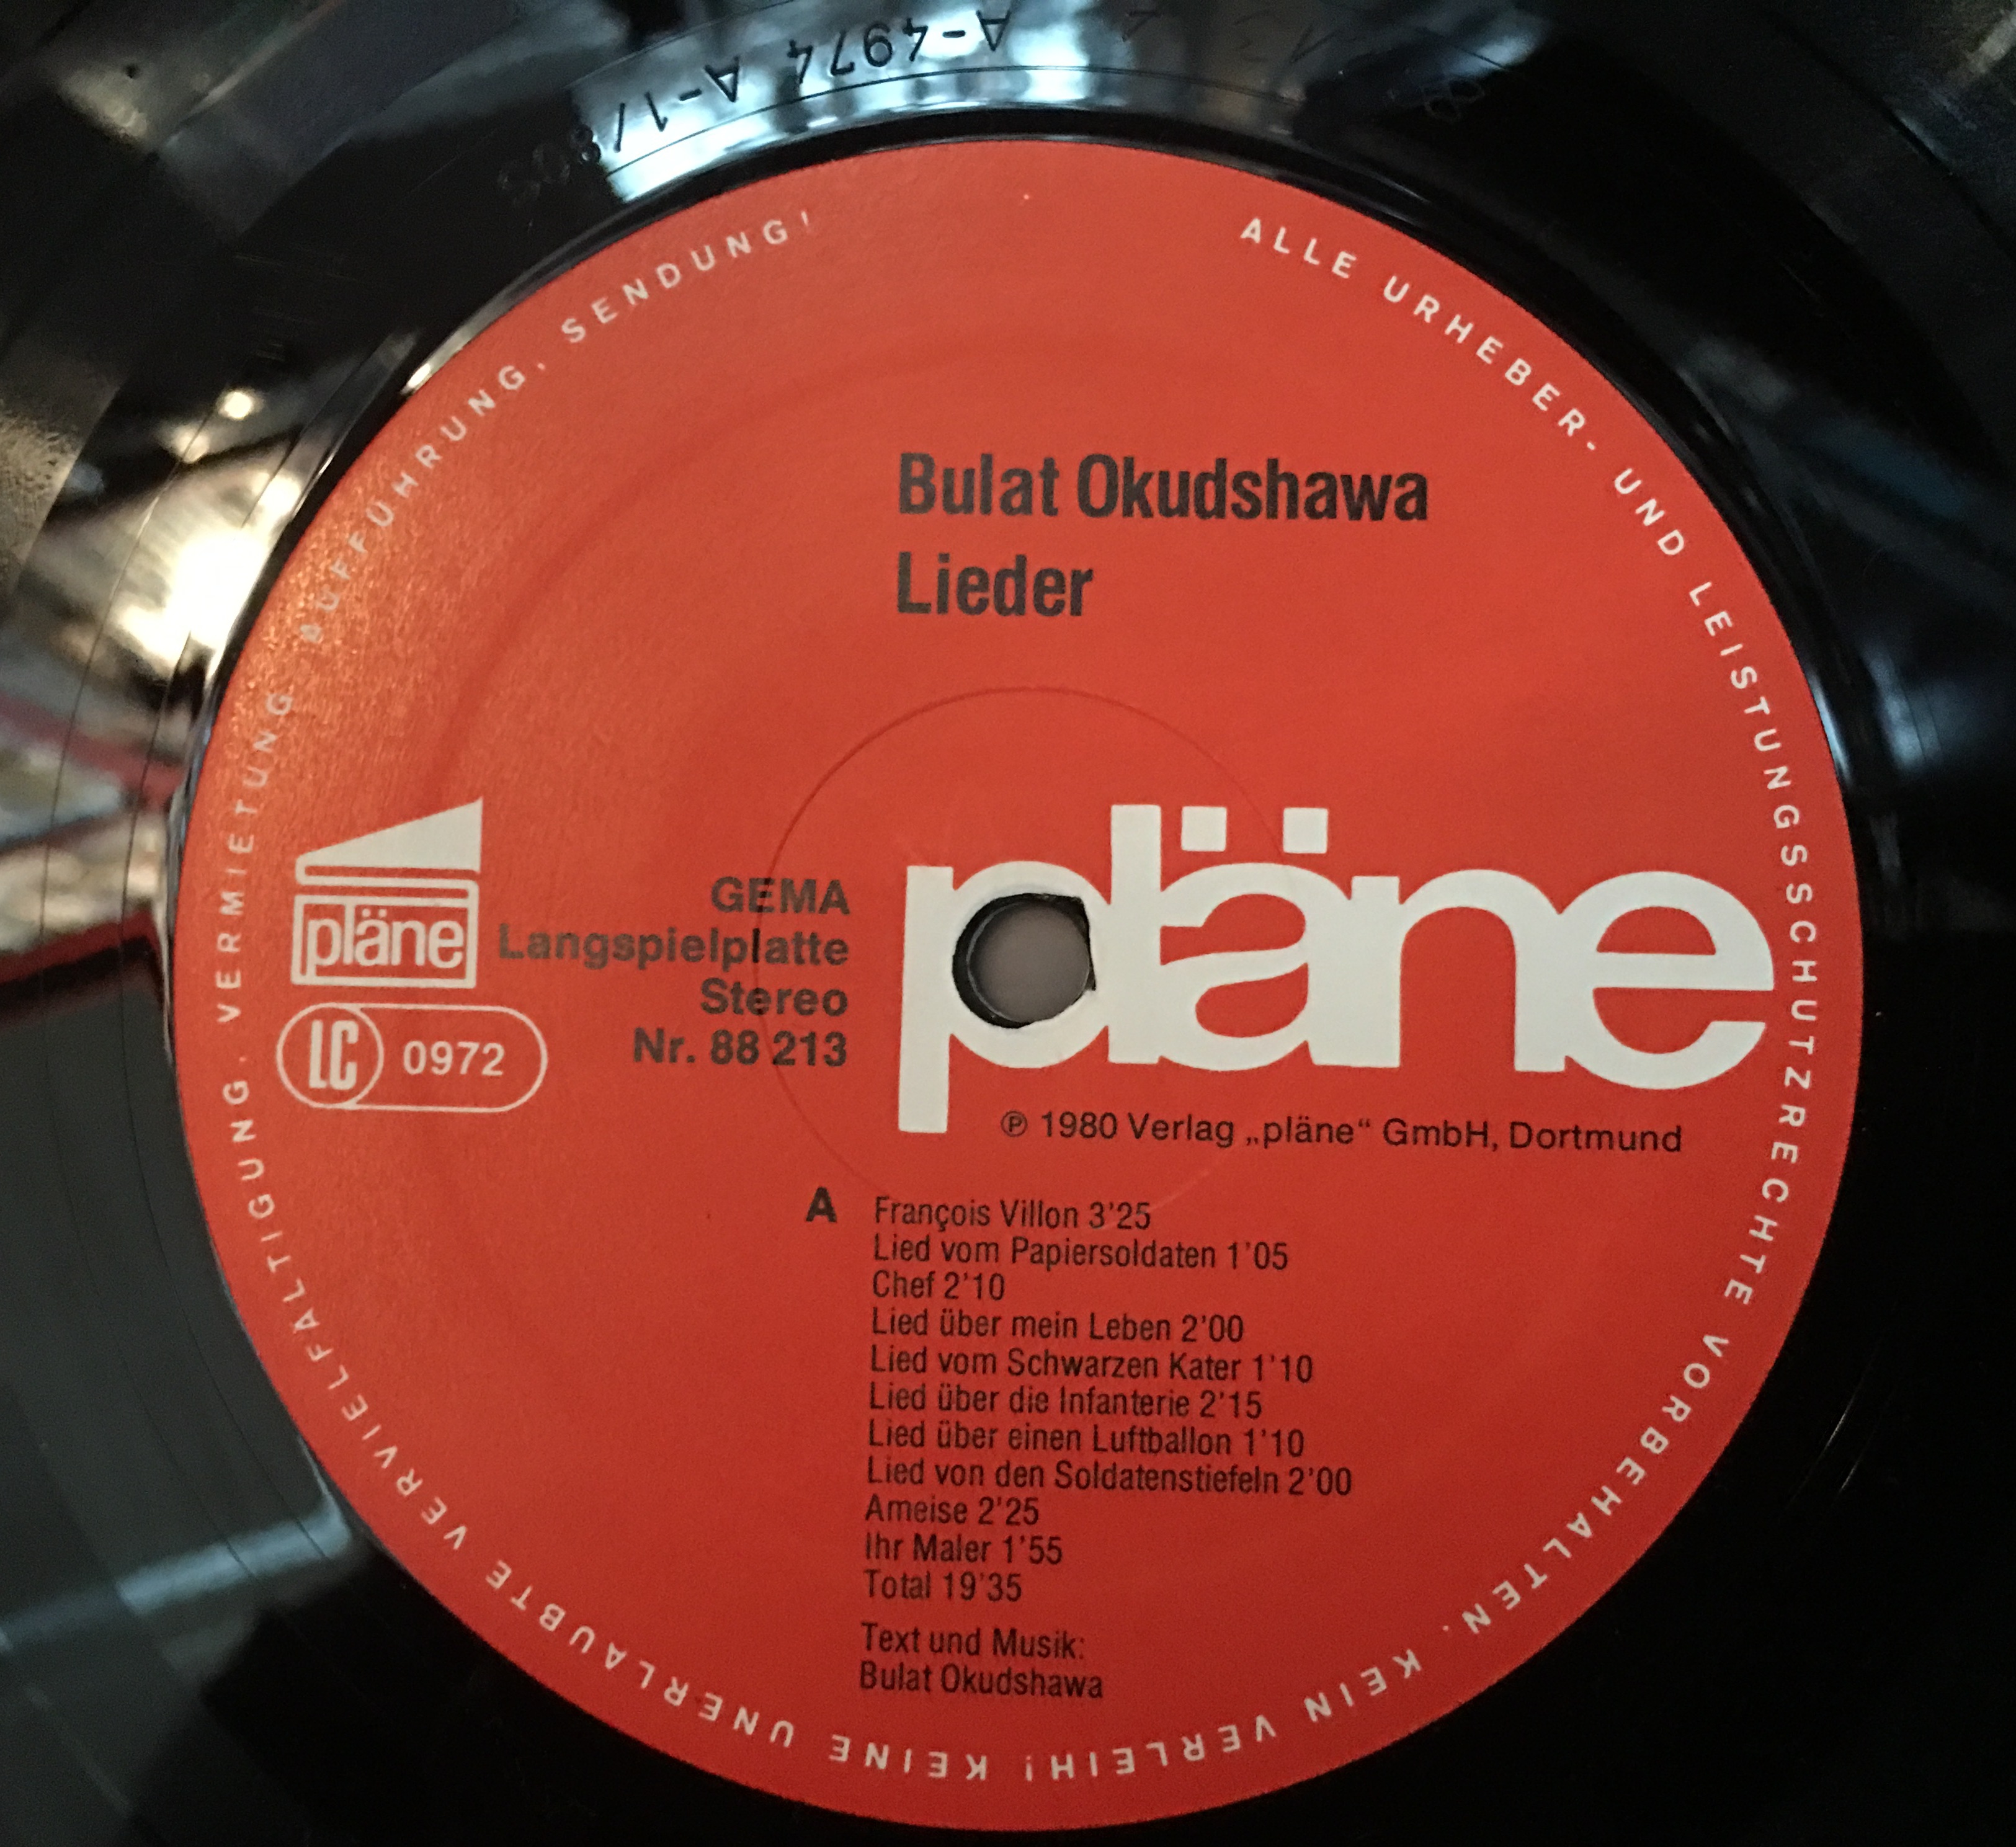 A-4974 A-1/
ALLE URHEBER- UND LEISTUNGSSCHUTZRECHTE VORBEHALTEN. KEIN VERLEIH! KEINE UNERLAUBTE VERVIELFÄLTIGUNG, VERMIETUNG, AUFFÜHRUNG, SENDUNG!
Bulat Okudshawa
Lieder
pläne
LC 0972
GEMA
Langspielplatte
Stereo
Nr. 88 213
pläne
℗ 1980 Verlag „pläne“ GmbH, Dortmund
A François Villon 3'25
Lied vom Papiersoldaten 1'05
Chef 2'10
Lied über mein Leben 2'00
Lied vom Schwarzen Kater 1'10
Lied über die Infanterie 2'15
Lied über einen Luftballon 1'10
Lied von den Soldatenstiefeln 2'00
Ameise 2'25
Ihr Maler 1'55
Total 19'35
Text und Musik:
Bulat Okudshawa